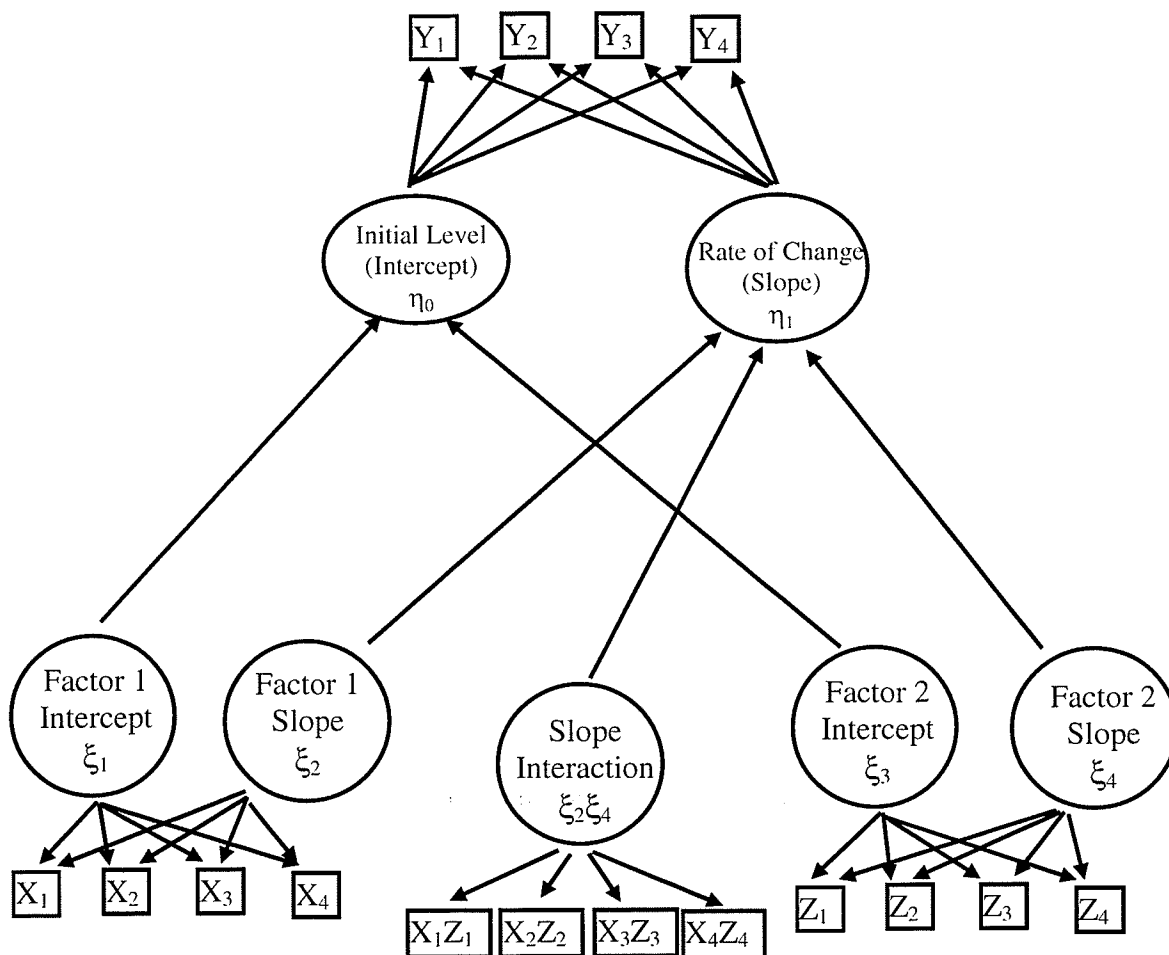 Y₁ Y₂ Y₃ Y₄
Initial Level
(Intercept)
η₀
Rate of Change
(Slope)
η₁
Factor 1
Intercept
ξ₁
Factor 1
Slope
ξ₂
Slope
Interaction
ξ₂ξ₄
Factor 2
Intercept
ξ₃
Factor 2
Slope
ξ₄
X₁ X₂ X₃ X₄
X₁Z₁ X₂Z₂ X₃Z₃ X₄Z₄
Z₁ Z₂ Z₃ Z₄